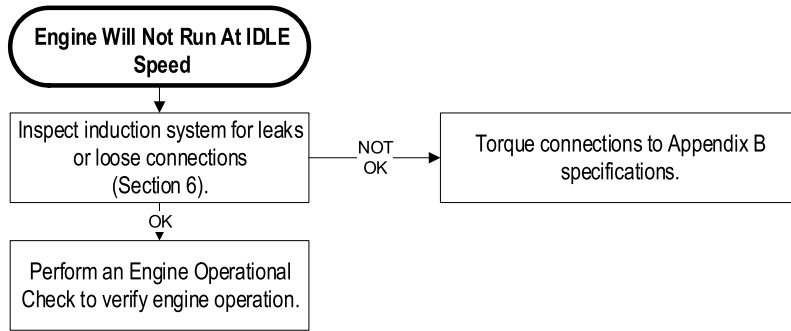 Engine Will Not Run At IDLE
Speed
Inspect induction system for leaks
or loose connections
(Section 6).
NOT
OK
Torque connections to Appendix B
specifications.
OK
Perform an Engine Operational
Check to verify engine operation.